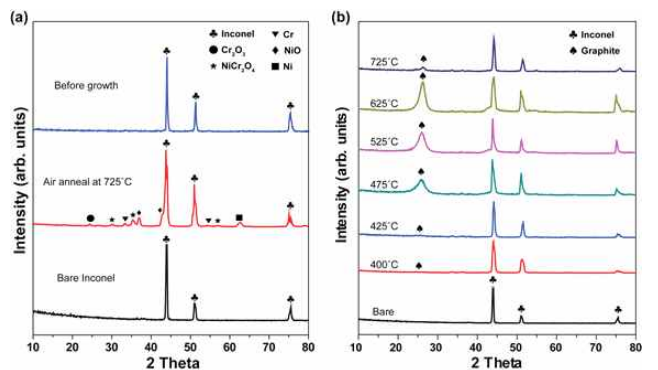 (a)
Inconel
Cr
Cr₂O₃
NiO
NiCr₂O₄
Ni
Before growth
Air anneal at 725°C
Bare Inconel
Intensity (arb. units)
10 20 30 40 50 60 70 80
2 Theta
(b)
Inconel
Graphite
725°C
625°C
525°C
475°C
425°C
400°C
Bare
Intensity (arb. units)
10 20 30 40 50 60 70 80
2 Theta